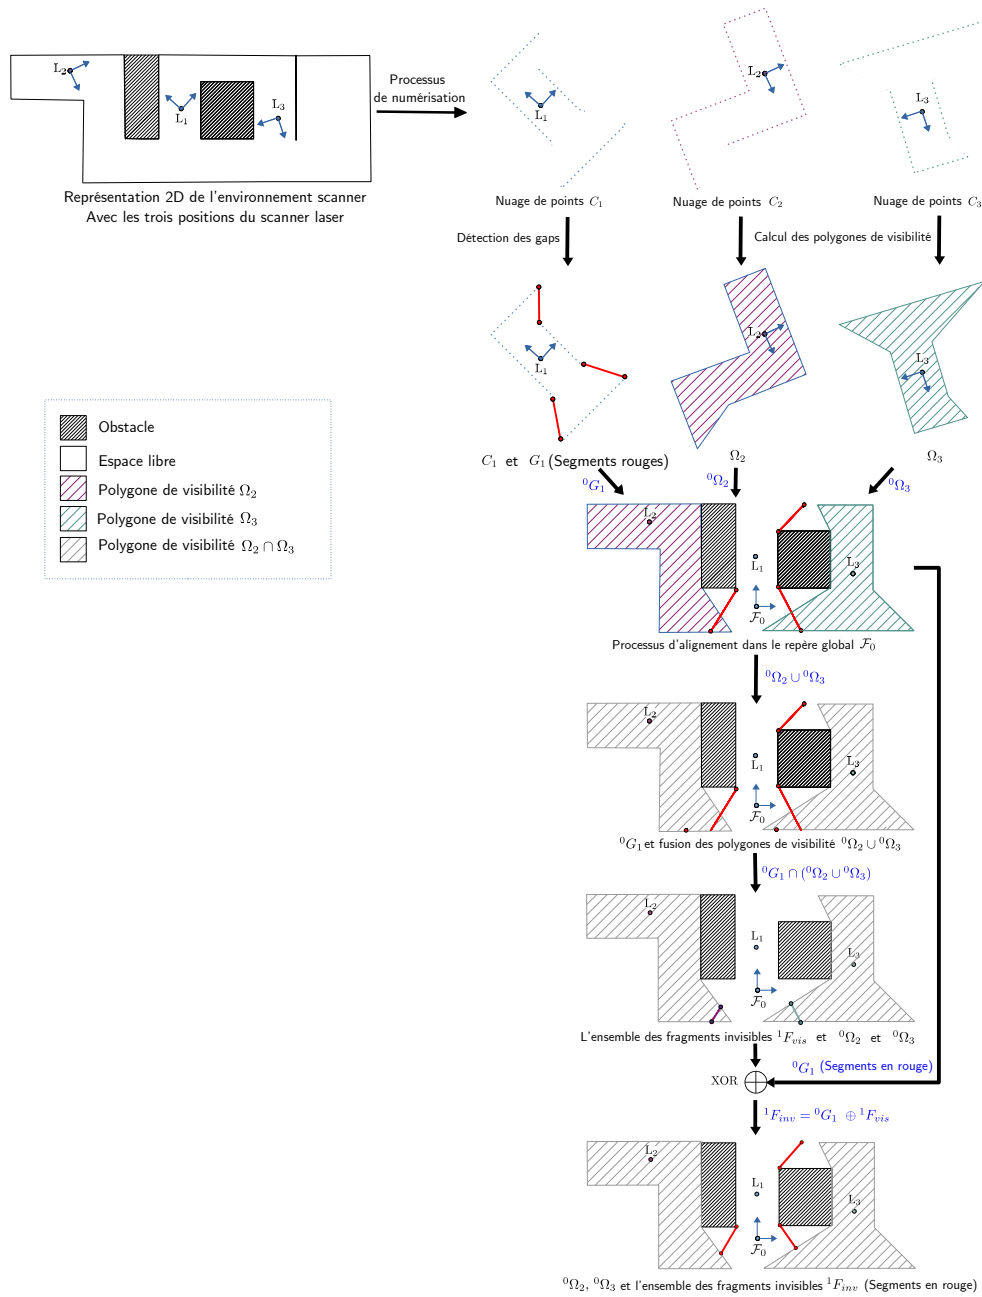 L₂
L₁
L₃
Processus
de numérisation
L₁
L₂
L₃
Représentation 2D de l'environnement scanner
Avec les trois positions du scanner laser
Nuage de points C₁
Nuage de points C₂
Nuage de points C₃
Détection des gaps
Calcul des polygones de visibilité
L₁
L₂
L₃
C₁ et G₁(Segments rouges)
Ω₂
Ω₃
Obstacle
Espace libre
Polygone de visibilité Ω₂
Polygone de visibilité Ω₃
Polygone de visibilité Ω₂ ∩ Ω₃
⁰G₁
⁰Ω₂
⁰Ω₃
L₂
L₁
L₃
F₀
Processus d'alignement dans le repère global F₀
⁰Ω₂ ∪ ⁰Ω₃
L₂
L₁
L₃
F₀
⁰G₁et fusion des polygones de visibilité ⁰Ω₂ ∪ ⁰Ω₃
⁰G₁ ∩ (⁰Ω₂ ∪ ⁰Ω₃)
L₂
L₁
L₃
F₀
L'ensemble des fragments invisibles ¹F_vis et ⁰Ω₂ et ⁰Ω₃
⁰G₁ (Segments en rouge)
XOR
¹F_inv = ⁰G₁ ⊕ ¹F_vis
L₂
L₁
L₃
F₀
⁰Ω₂, ⁰Ω₃ et l'ensemble des fragments invisibles ¹F_inv (Segments en rouge)